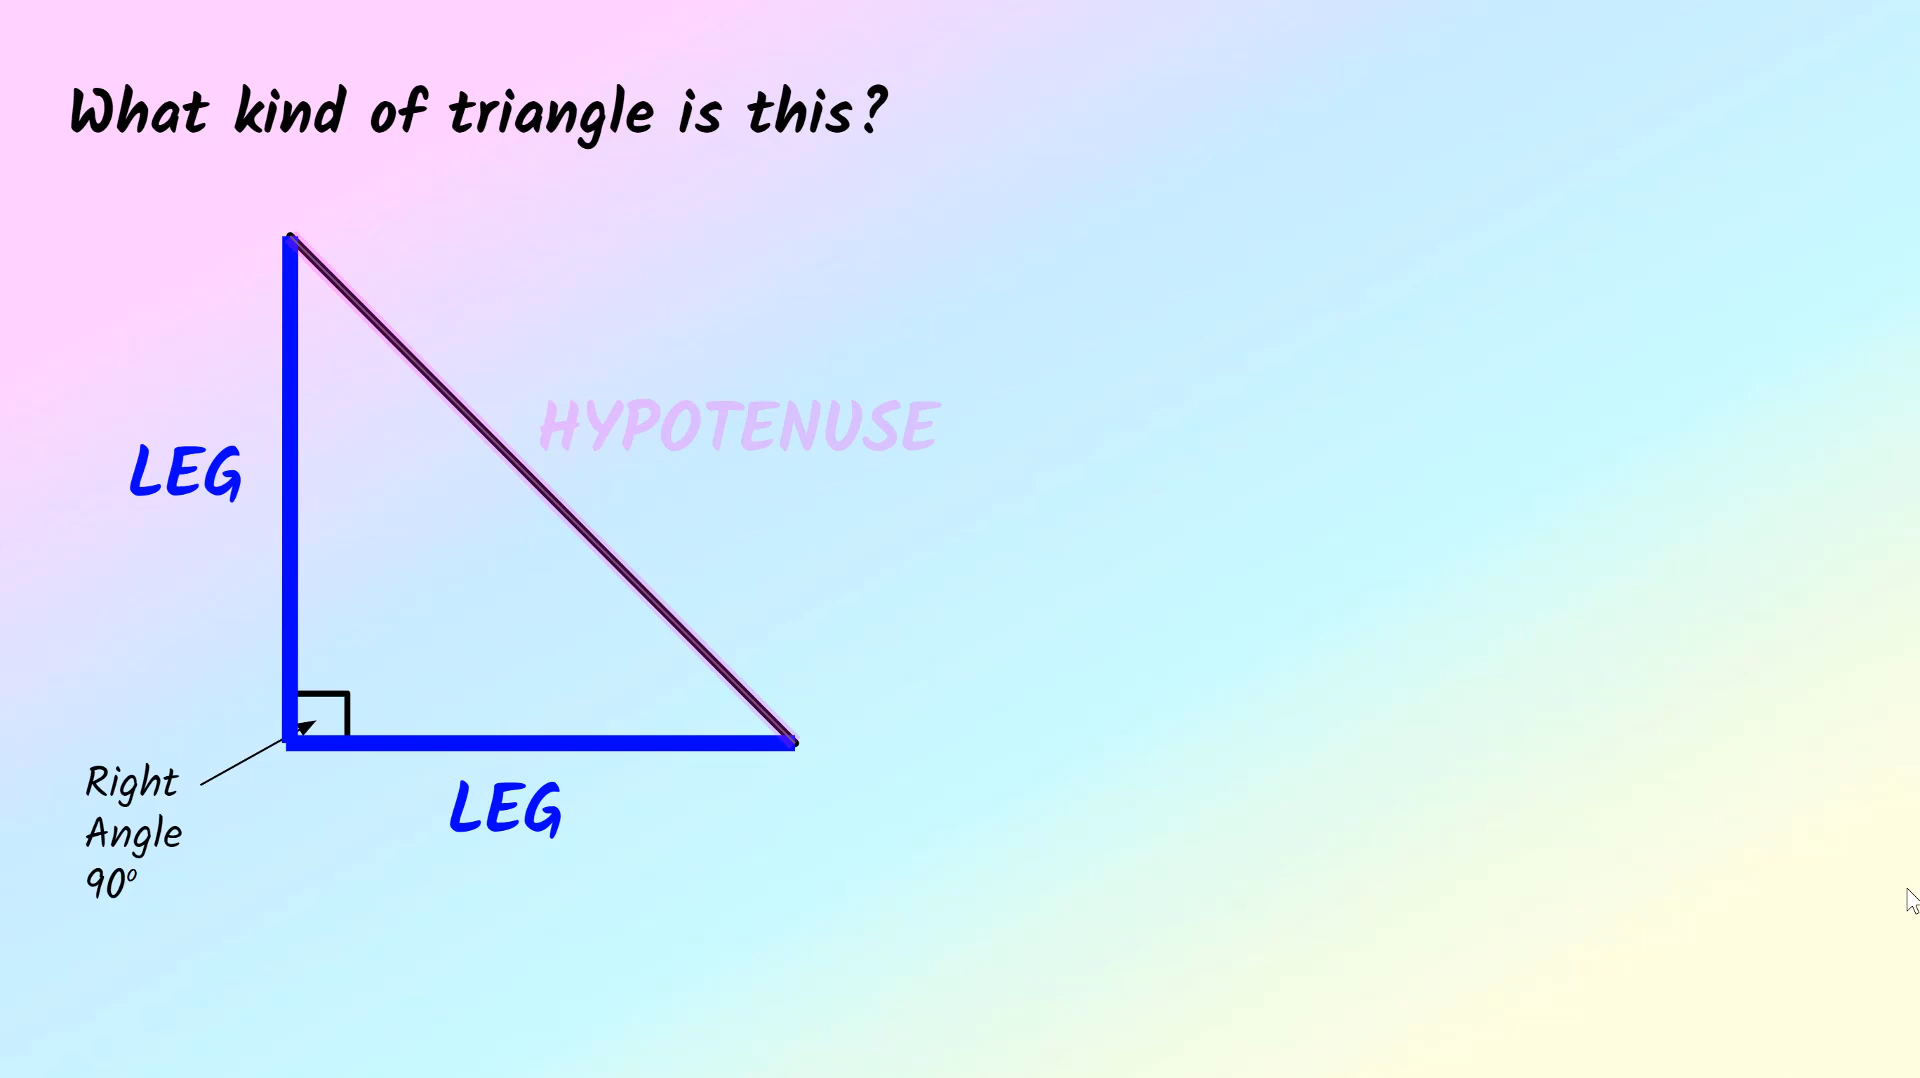 What kind of triangle is this?
HYPOTENUSE
LEG
LEG
Right
Angle
90°